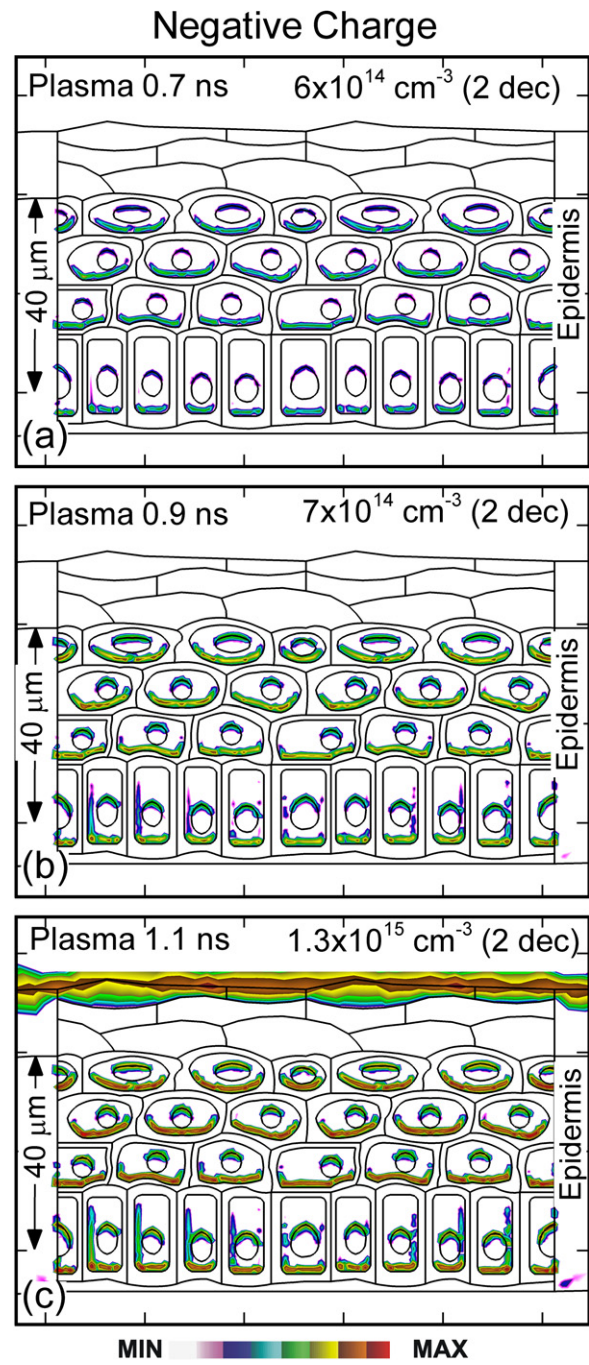 Negative Charge
Plasma 0.7 ns 6x10¹⁴ cm⁻³ (2 dec)
40 μm
Epidermis
(a)
Plasma 0.9 ns 7x10¹⁴ cm⁻³ (2 dec)
40 μm
Epidermis
(b)
Plasma 1.1 ns 1.3x10¹⁵ cm⁻³ (2 dec)
40 μm
Epidermis
(c)
MIN MAX